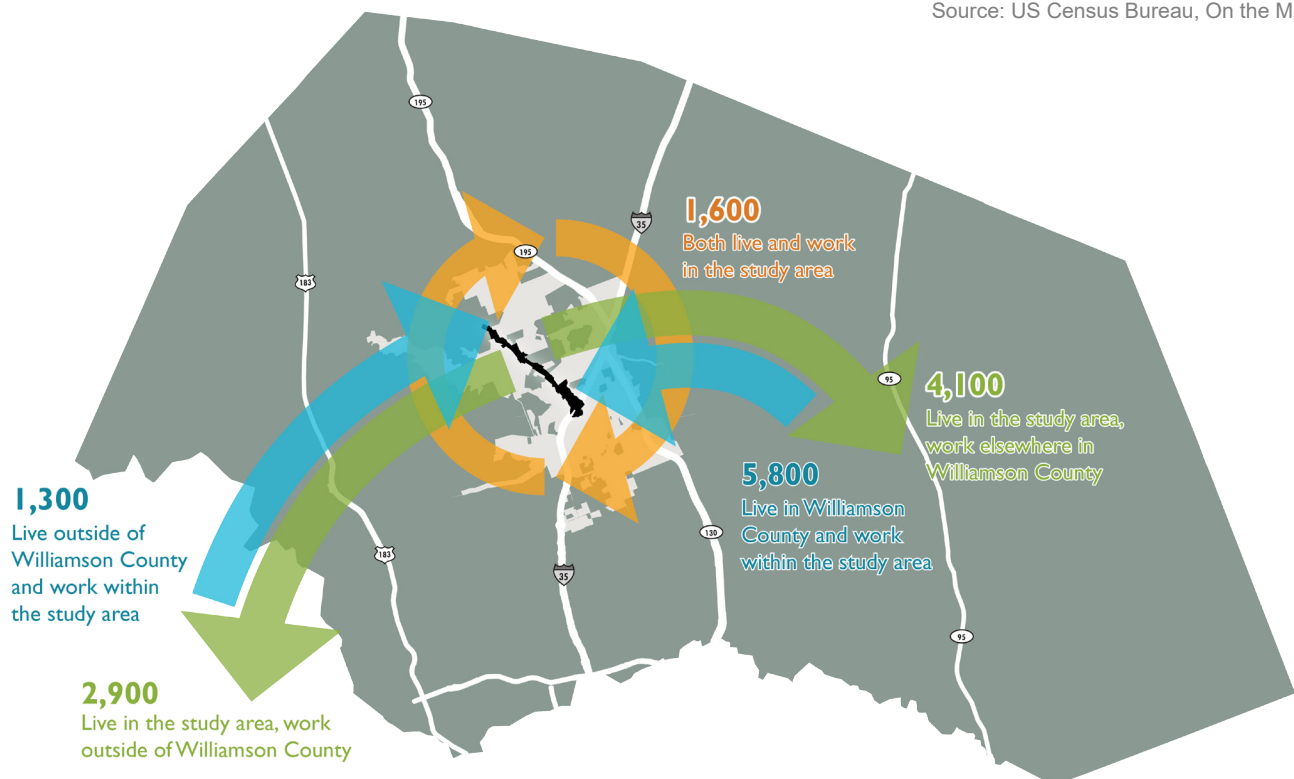 Source: US Census Bureau, On the M
195
35
195
183
1,600
Both live and work
in the study area
95
4,100
Live in the study area,
work elsewhere in
Williamson County
5,800
Live in Williamson
County and work
within the study area
1,300
Live outside of
Williamson County
and work within
the study area
130
183
35
95
2,900
Live in the study area, work
outside of Williamson County